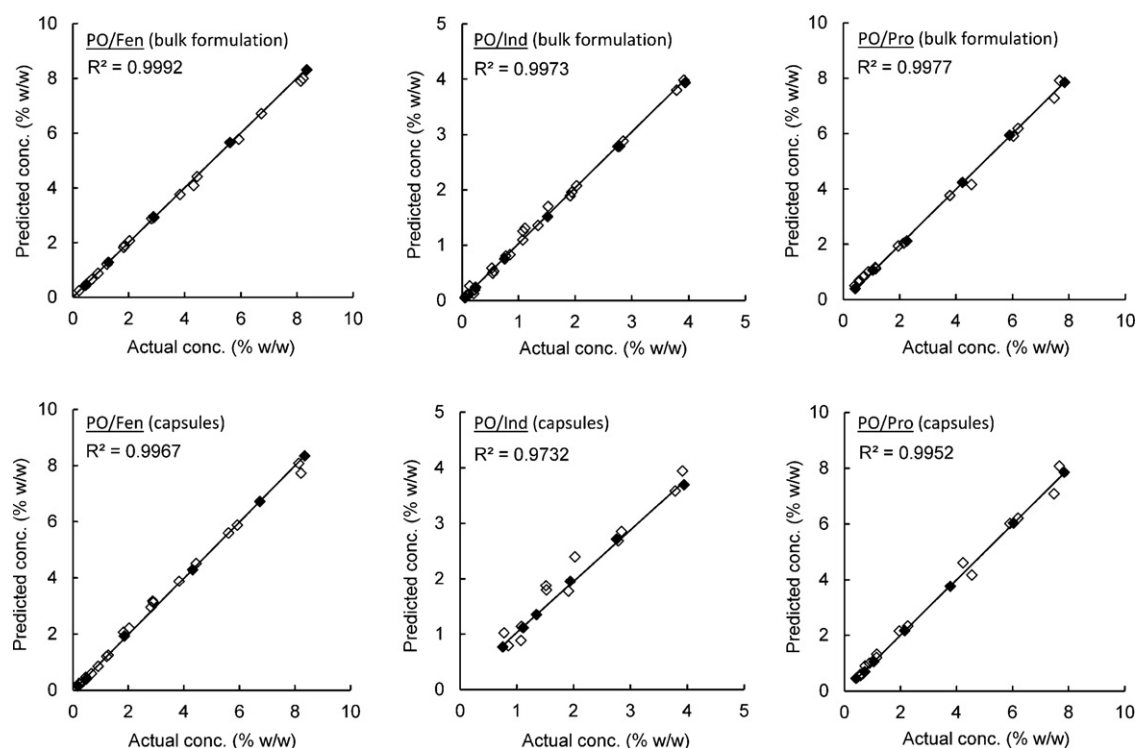 PO/Fen (bulk formulation)
R² = 0.9992
Predicted conc. (% w/w)
10
8
6
4
2
0
0 2 4 6 8 10
Actual conc. (% w/w)
PO/Ind (bulk formulation)
R² = 0.9973
Predicted conc. (% w/w)
5
4
3
2
1
0
0 1 2 3 4 5
Actual conc. (% w/w)
PO/Pro (bulk formulation)
R² = 0.9977
Predicted conc. (% w/w)
10
8
6
4
2
0
0 2 4 6 8 10
Actual conc. (% w/w)
PO/Fen (capsules)
R² = 0.9967
Predicted conc. (% w/w)
10
8
6
4
2
0
0 2 4 6 8 10
Actual conc. (% w/w)
PO/Ind (capsules)
R² = 0.9732
Predicted conc. (% w/w)
5
4
3
2
1
0
0 1 2 3 4 5
Actual conc. (% w/w)
PO/Pro (capsules)
R² = 0.9952
Predicted conc. (% w/w)
10
8
6
4
2
0
0 2 4 6 8 10
Actual conc. (% w/w)